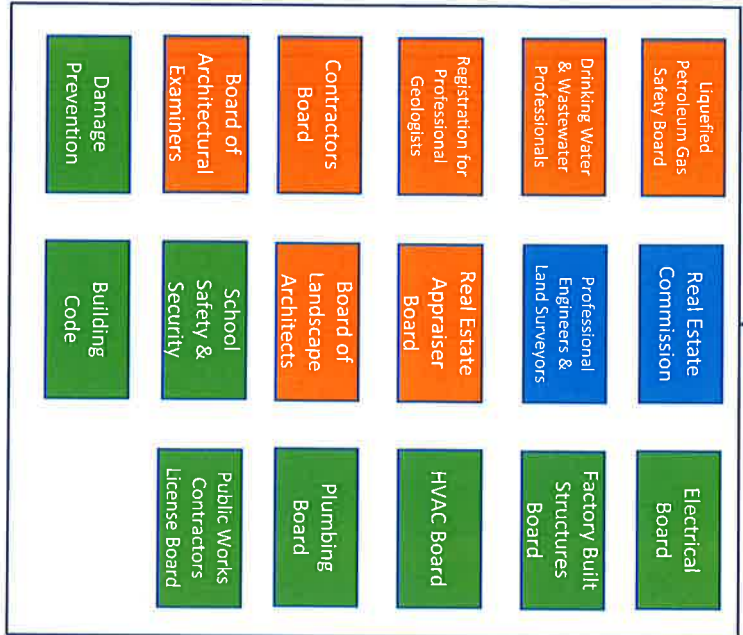 Liquefied
Petroleum Gas
Safety Board
Real Estate
Commission
Electrical
Board
Drinking Water
& Wastewater
Professionals
Professional
Engineers &
Land Surveyors
Factory Built
Structures
Board
Registration for
Professional
Geologists
Real Estate
Appraiser
Board
HVAC Board
Contractors
Board
Board of
Landscape
Architects
Plumbing
Board
Board of
Architectural
Examiners
School
Safety &
Security
Public Works
Contractors
License Board
Damage
Prevention
Building
Code